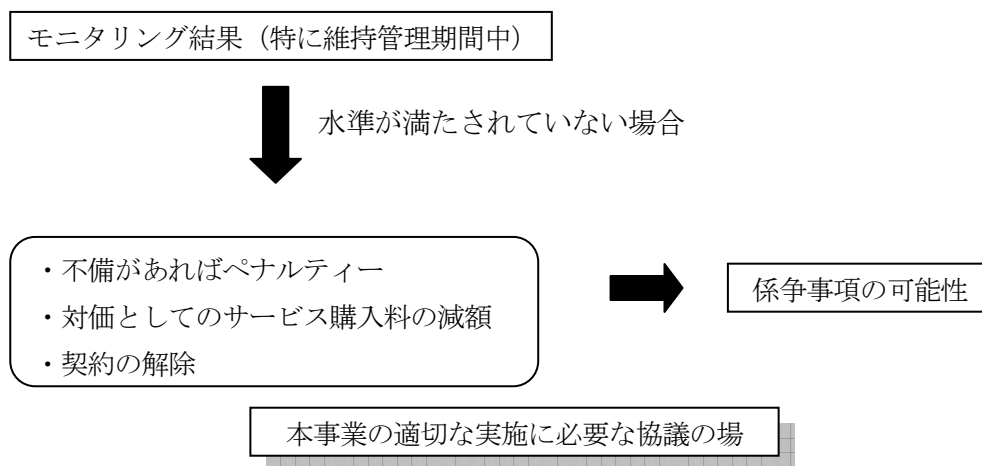 モニタリング結果（特に維持管理期間中）
水準が満たされていない場合
・不備があればペナルティー
・対価としてのサービス購入料の減額
・契約の解除
係争事項の可能性
本事業の適切な実施に必要な協議の場